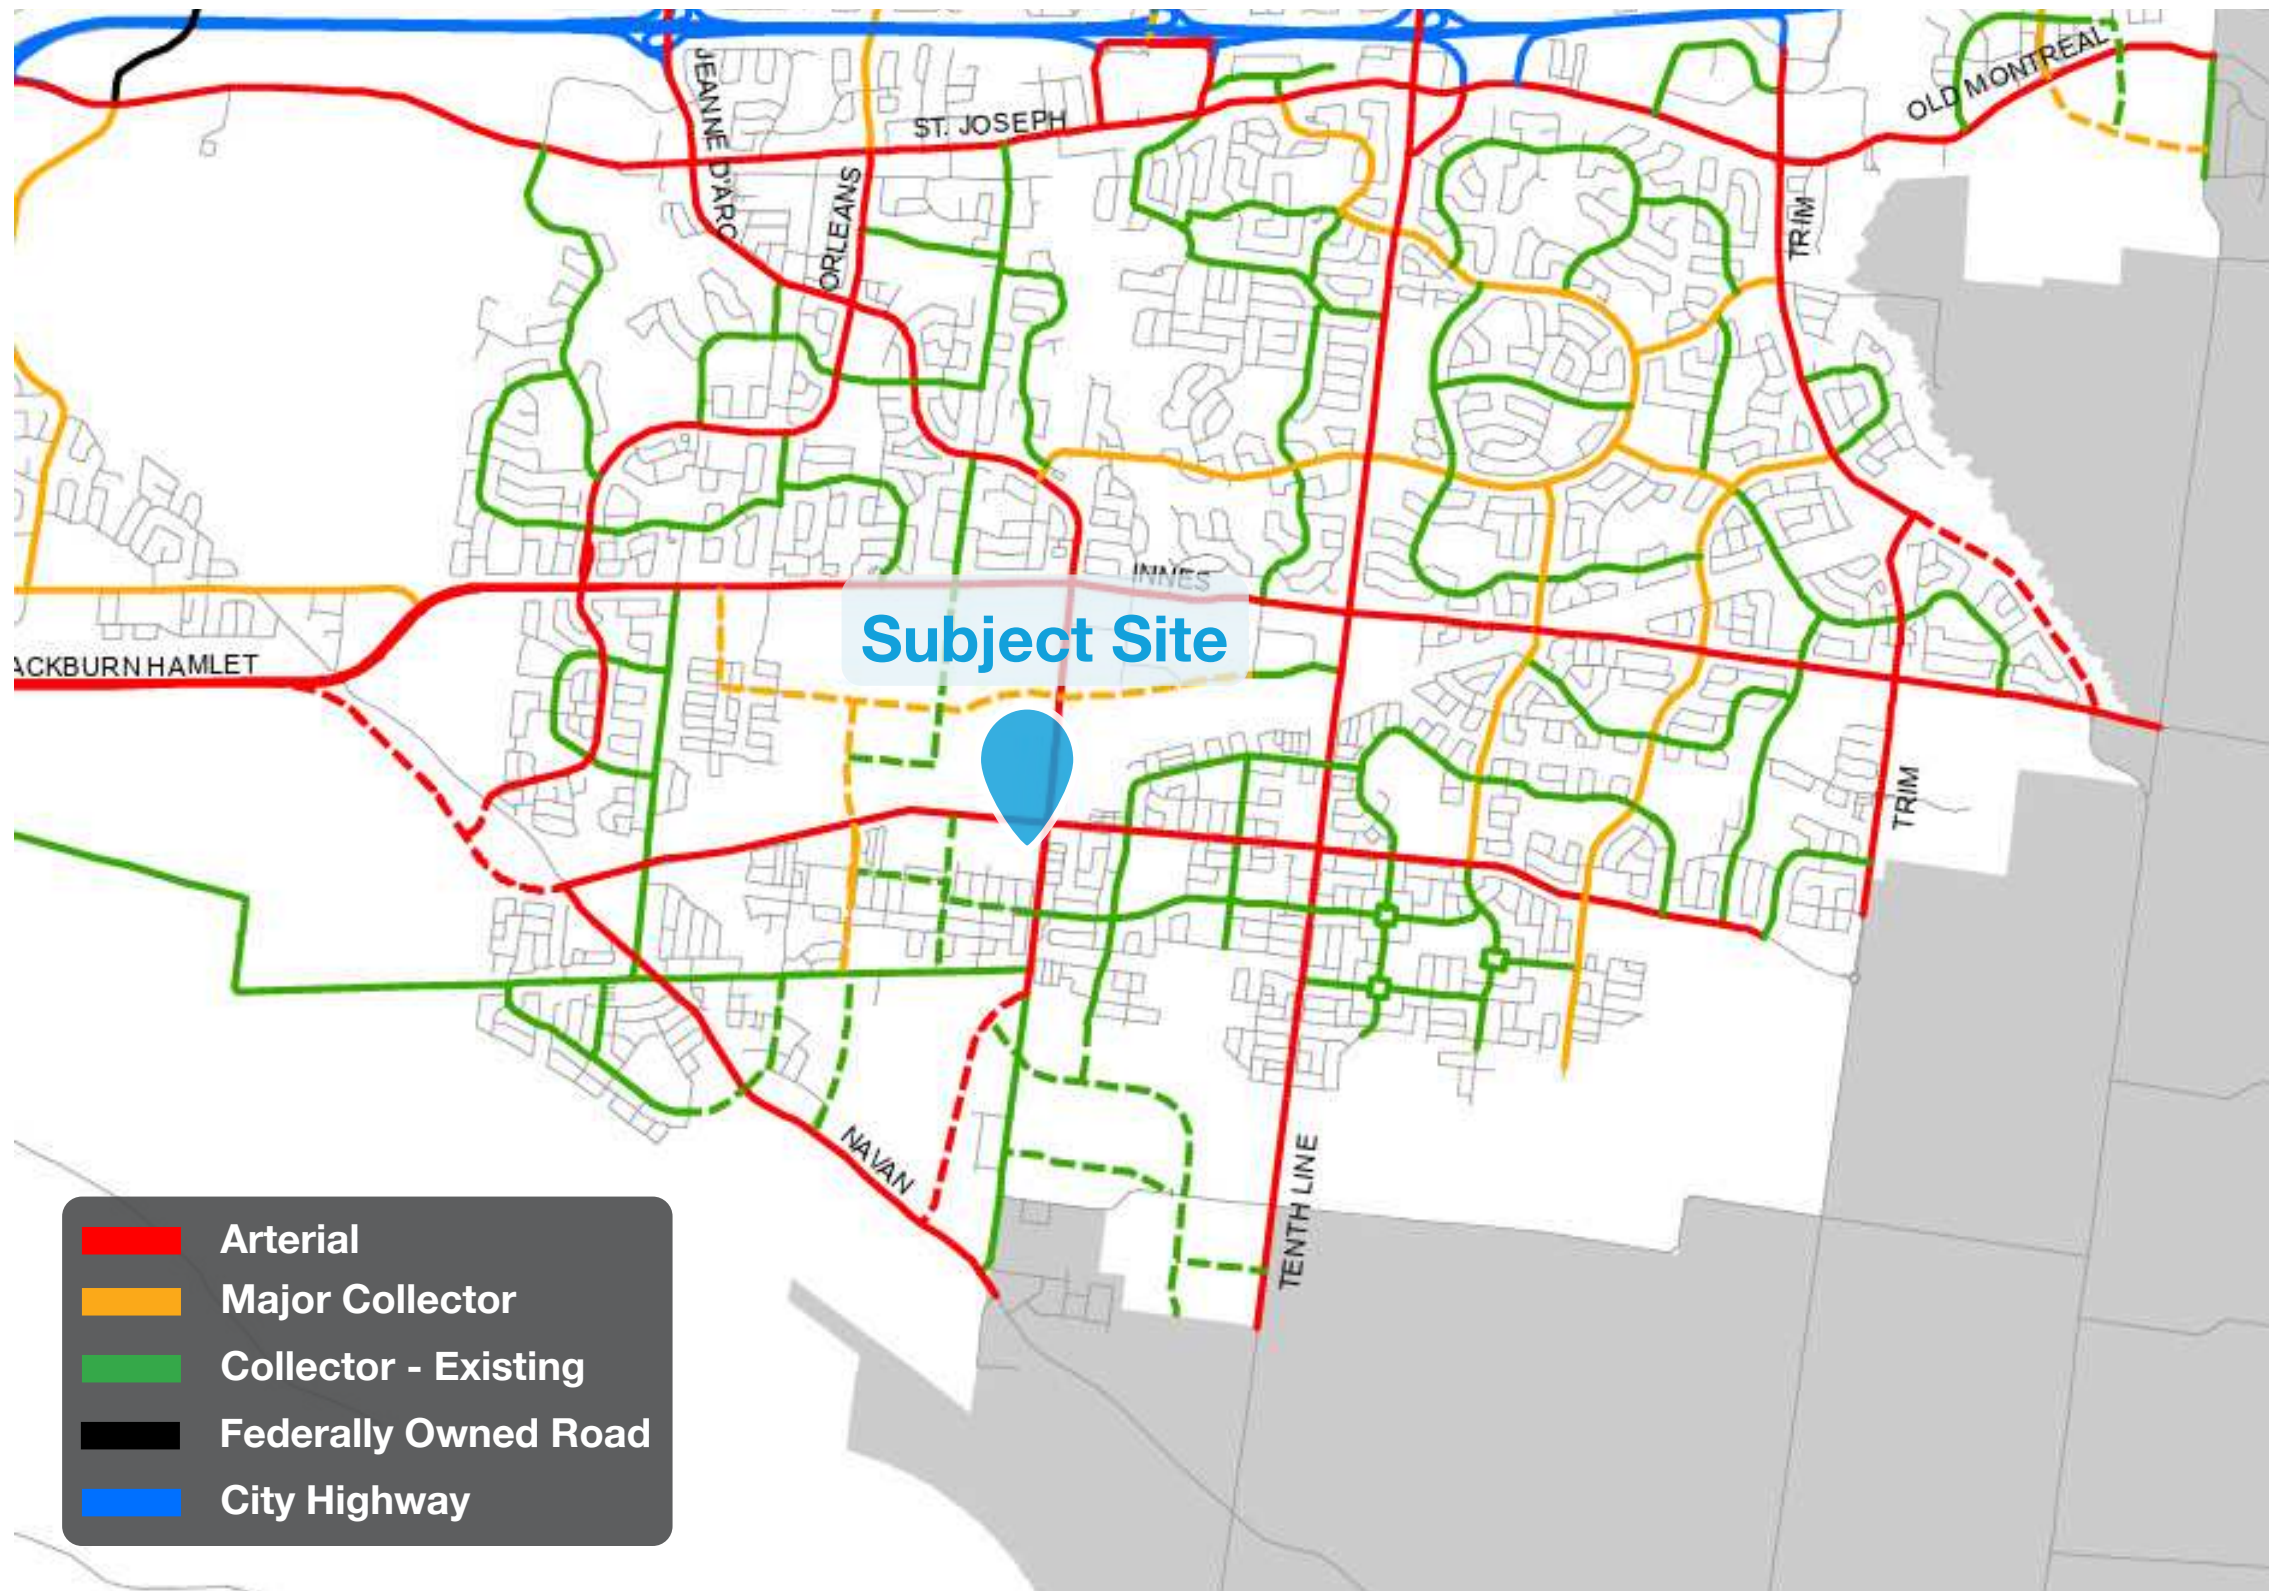 JEANNE D'ARC
ST. JOSEPH
OLD MONTREAL
ORLEANS
TRIM
INNES
Subject Site
ACKBURN HAMLET
TRIM
NAVAN
TENTH LINE
Arterial
Major Collector
Collector - Existing
Federally Owned Road
City Highway